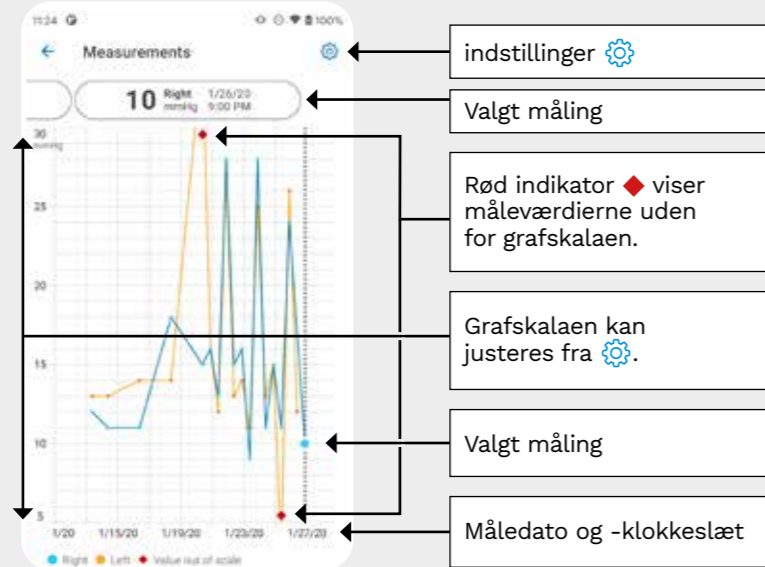 11:24 100%
Measurements
indstillinger
10 Right 1/26/20
mmHg 9:00 PM
Valgt måling
30
mmHg
Rød indikator viser
måleværdierne uden
for grafskalaen.
25
20
Grafskalaen kan
justeres fra .
15
Valgt måling
10
5
1/20 1/15/20 1/19/20 1/23/20 1/27/20
Måledato og -klokkeslæt
Right Left Value out of scale